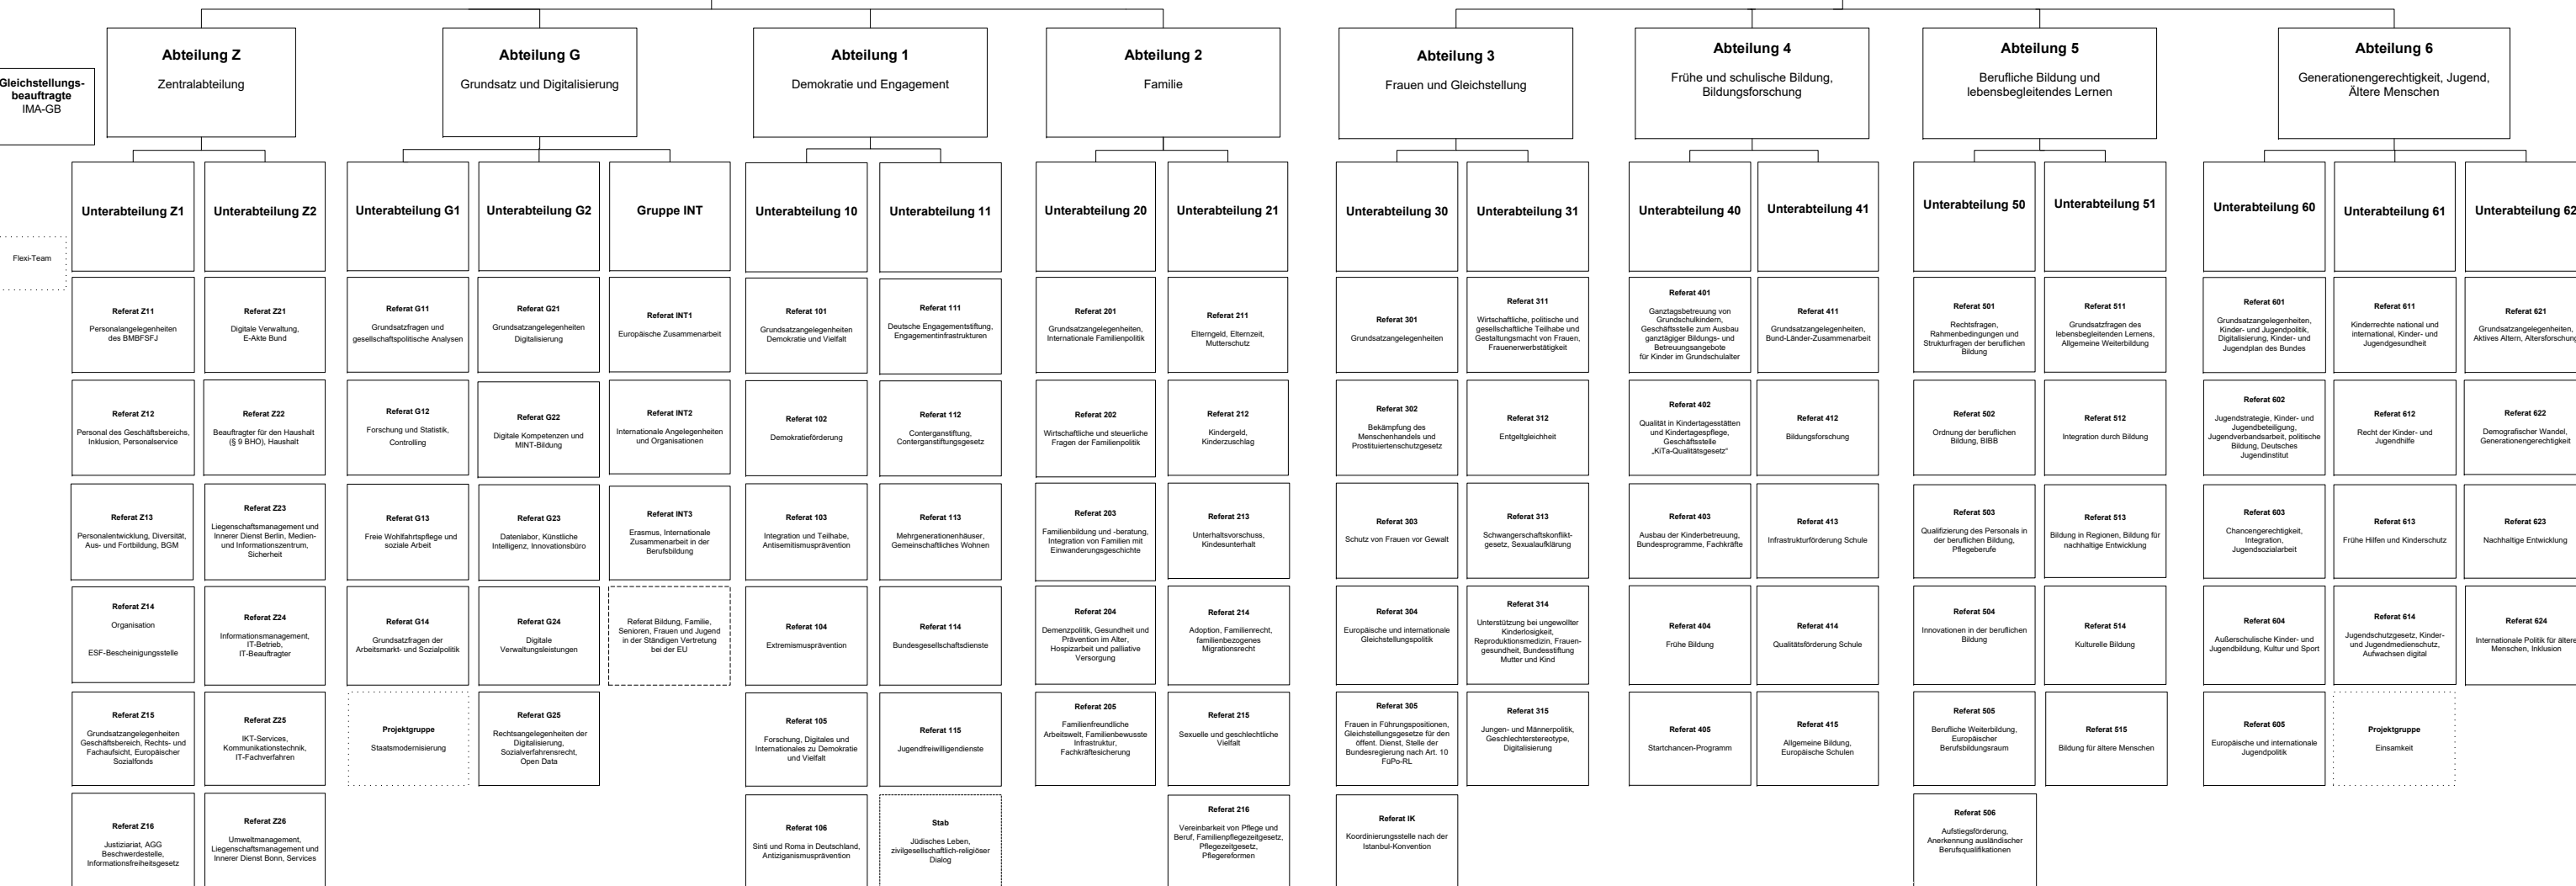 Gleichstellungs-
beauftragte
IMA-GB
Abteilung Z
Zentralabteilung
Abteilung G
Grundsatz und Digitalisierung
Abteilung 1
Demokratie und Engagement
Abteilung 2
Familie
Abteilung 3
Frauen und Gleichstellung
Abteilung 4
Frühe und schulische Bildung,
Bildungsforschung
Abteilung 5
Berufliche Bildung und
lebensbegleitendes Lernen
Abteilung 6
Generationengerechtigkeit, Jugend,
Ältere Menschen
Flexi-Team
Unterabteilung Z1
Unterabteilung Z2
Unterabteilung G1
Unterabteilung G2
Gruppe INT
Unterabteilung 10
Unterabteilung 11
Unterabteilung 20
Unterabteilung 21
Unterabteilung 30
Unterabteilung 31
Unterabteilung 40
Unterabteilung 41
Unterabteilung 50
Unterabteilung 51
Unterabteilung 60
Unterabteilung 61
Unterabteilung 62
Referat Z11
Personalangelegenheiten
des BMBFSFJ
Referat Z21
Digitale Verwaltung,
E-Akte Bund
Referat G11
Grundsatzfragen und
gesellschaftspolitische Analysen
Referat G21
Grundsatzangelegenheiten
Digitalisierung
Referat INT1
Europäische Zusammenarbeit
Referat 101
Grundsatzangelegenheiten
Demokratie und Vielfalt
Referat 111
Deutsche Engagementstiftung,
Engagementinfrastrukturen
Referat 201
Grundsatzangelegenheiten,
Internationale Familienpolitik
Referat 211
Elterngeld, Elternzeit,
Mutterschutz
Referat 301
Grundsatzangelegenheiten
Referat 311
Wirtschaftliche, politische und
gesellschaftliche Teilhabe und
Gestaltungsmacht von Frauen,
Frauenerwerbstätigkeit
Referat 401
Ganztagsbetreuung von
Grundschulkindern,
Geschäftsstelle zum Ausbau
ganztägiger Bildungs- und
Betreuungsangebote
für Kinder im Grundschulalter
Referat 411
Grundsatzangelegenheiten,
Bund-Länder-Zusammenarbeit
Referat 501
Rechtsfragen,
Rahmenbedingungen und
Strukturfragen der beruflichen
Bildung
Referat 511
Grundsatzfragen des
lebensbegleitenden Lernens,
Allgemeine Weiterbildung
Referat 601
Grundsatzangelegenheiten,
Kinder- und Jugendpolitik,
Digitalisierung, Kinder- und
Jugendplan des Bundes
Referat 611
Kinderrechte national und
international, Kinder- und
Jugendgesundheit
Referat 621
Grundsatzangelegenheiten,
Aktives Altern, Altersforschung
Referat Z12
Personal des Geschäftsbereichs,
Inklusion, Personalservice
Referat Z22
Beauftragter für den Haushalt
(§ 9 BHO), Haushalt
Referat G12
Forschung und Statistik,
Controlling
Referat G22
Digitale Kompetenzen und
MINT-Bildung
Referat INT2
Internationale Angelegenheiten
und Organisationen
Referat 102
Demokratieförderung
Referat 112
Conterganstiftung,
Conterganstiftungsgesetz
Referat 202
Wirtschaftliche und steuerliche
Fragen der Familienpolitik
Referat 212
Kindergeld,
Kinderzuschlag
Referat 302
Bekämpfung des
Menschenhandels und
Prostituiertenschutzgesetz
Referat 312
Entgeltgleichheit
Referat 402
Qualität in Kindertagesstätten
und Kindertagespflege,
Geschäftsstelle
„KiTa-Qualitätsgesetz“
Referat 412
Bildungsforschung
Referat 502
Ordnung der beruflichen
Bildung, BIBB
Referat 512
Integration durch Bildung
Referat 602
Jugendstrategie, Kinder- und
Jugendbeteiligung,
Jugendverbandsarbeit, politische
Bildung, Deutsches
Jugendinstitut
Referat 612
Recht der Kinder- und
Jugendhilfe
Referat 622
Demografischer Wandel,
Generationengerechtigkeit
Referat Z13
Personalentwicklung, Diversität,
Aus- und Fortbildung, BGM
Referat Z23
Liegenschaftsmanagement und
Innerer Dienst Berlin, Medien-
und Informationszentrum,
Sicherheit
Referat G13
Freie Wohlfahrtspflege und
soziale Arbeit
Referat G23
Datenlabor, Künstliche
Intelligenz, Innovationsbüro
Referat INT3
Erasmus, Internationale
Zusammenarbeit in der
Berufsbildung
Referat 103
Integration und Teilhabe,
Antisemitismusprävention
Referat 113
Mehrgenerationenhäuser,
Gemeinschaftliches Wohnen
Referat 203
Familienbildung und -beratung,
Integration von Familien mit
Einwanderungsgeschichte
Referat 213
Unterhaltsvorschuss,
Kindesunterhalt
Referat 303
Schutz von Frauen vor Gewalt
Referat 313
Schwangerschaftskonflikt-
gesetz, Sexualaufklärung
Referat 403
Ausbau der Kinderbetreuung,
Bundesprogramme, Fachkräfte
Referat 413
Infrastrukturförderung Schule
Referat 503
Qualifizierung des Personals in
der beruflichen Bildung,
Pflegeberufe
Referat 513
Bildung in Regionen, Bildung für
nachhaltige Entwicklung
Referat 603
Chancengerechtigkeit,
Integration,
Jugendsozialarbeit
Referat 613
Frühe Hilfen und Kinderschutz
Referat 623
Nachhaltige Entwicklung
Referat Z14
Organisation
ESF-Bescheinigungsstelle
Referat Z24
Informationsmanagement,
IT-Betrieb,
IT-Beauftragter
Referat G14
Grundsatzfragen der
Arbeitsmarkt- und Sozialpolitik
Referat G24
Digitale
Verwaltungsleistungen
Referat Bildung, Familie,
Senioren, Frauen und Jugend
in der Ständigen Vertretung
bei der EU
Referat 104
Extremismusprävention
Referat 114
Bundesgesellschaftdienste
Referat 204
Demenzpolitik, Gesundheit und
Prävention im Alter,
Hospizarbeit und palliative
Versorgung
Referat 214
Adoption, Familienrecht,
familienbezogenes
Migrationsrecht
Referat 304
Europäische und internationale
Gleichstellungspolitik
Referat 314
Unterstützung bei ungewollter
Kinderlosigkeit,
Reproduktionsmedizin, Frauen-
gesundheit, Bundesstiftung
Mutter und Kind
Referat 404
Frühe Bildung
Referat 414
Qualitätsförderung Schule
Referat 504
Innovationen in der beruflichen
Bildung
Referat 514
Kulturelle Bildung
Referat 604
Außerschulische Kinder- und
Jugendbildung, Kultur und Sport
Referat 614
Jugendschutzgesetz, Kinder-
und Jugendmedienschutz,
Aufwachsen digital
Referat 624
Internationale Politik für ältere
Menschen, Inklusion
Referat Z15
Grundsatzangelegenheiten
Geschäftsbereich, Rechts- und
Fachaufsicht, Europäischer
Sozialfonds
Referat Z25
IKT-Services,
Kommunikationstechnik,
IT-Fachverfahren
Projektgruppe
Staatsmodernisierung
Referat G25
Rechtsangelegenheiten der
Digitalisierung,
Sozialverfahrensrecht,
Open Data
Referat 105
Forschung, Digitales und
Internationales zu Demokratie
und Vielfalt
Referat 115
Jugendfreiwilligendienste
Referat 205
Familienfreundliche
Arbeitswelt, Familienbewusste
Infrastruktur,
Fachkräftesicherung
Referat 215
Sexuelle und geschlechtliche
Vielfalt
Referat 305
Frauen in Führungspositionen,
Gleichstellungsgesetze für den
öffent. Dienst, Stelle der
Bundesregierung nach Art. 10
FüPo-RL
Referat 315
Jungen- und Männerpolitik,
Geschlechterstereotype,
Digitalisierung
Referat 405
Startchancen-Programm
Referat 415
Allgemeine Bildung,
Europäische Schulen
Referat 505
Berufliche Weiterbildung,
Europäischer
Berufsbildungsraum
Referat 515
Bildung für ältere Menschen
Referat 605
Europäische und internationale
Jugendpolitik
Projektgruppe
Einsamkeit
Referat Z16
Justiziariat, AGG
Beschwerdestelle,
Informationsfreiheitsgesetz
Referat Z26
Umweltmanagement,
Liegenschaftsmanagement und
Innerer Dienst Bonn, Services
Referat 106
Sinti und Roma in Deutschland,
Antiziganismusprävention
Stab
Jüdisches Leben,
zivilgesellschaftlich-religiöser
Dialog
Referat 216
Vereinbarkeit von Pflege und
Beruf, Familienpflegezeitgesetz,
Pflegezeitgesetz,
Pflegereformen
Referat IK
Koordinierungsstelle nach der
Istanbul-Konvention
Referat 506
Aufstiegsförderung,
Anerkennung ausländischer
Berufsqualifikationen